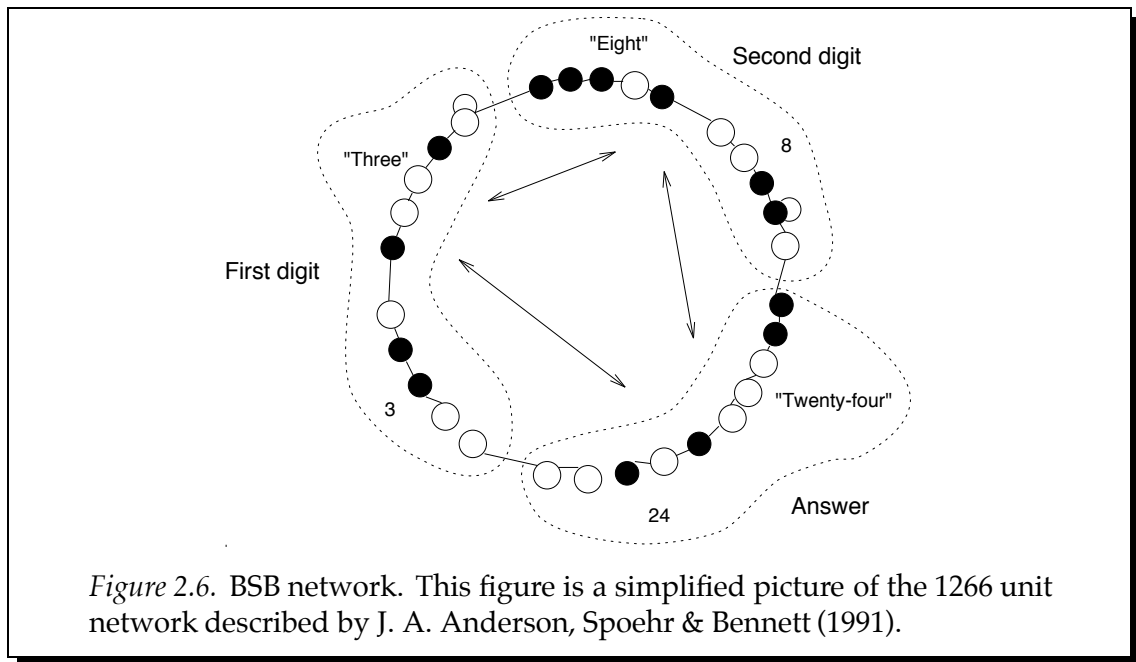 "Eight"
Second digit
"Three"
8
First digit
3
"Twenty-four"
24
Answer
Figure 2.6. BSB network. This figure is a simplified picture of the 1266 unit
network described by J. A. Anderson, Spoehr & Bennett (1991).